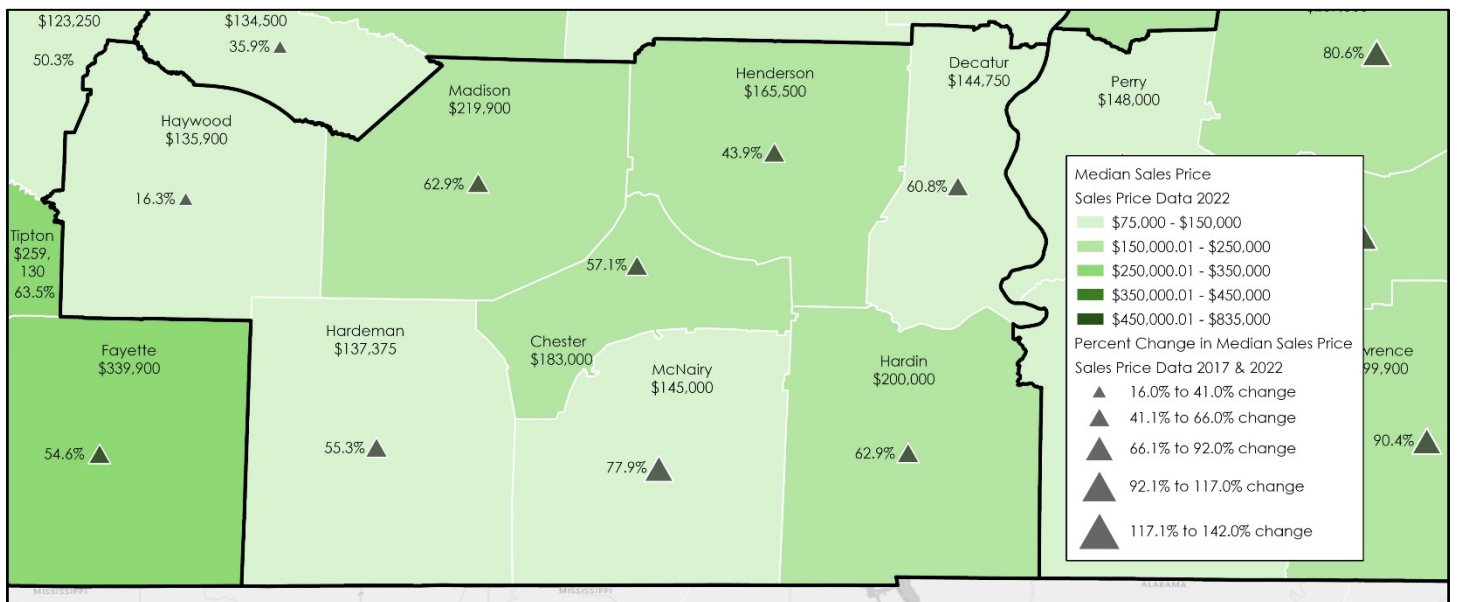 $123,250
50.3%
$134,500
35.9%
Haywood
$135,900
16.3%
Madison
$219,900
62.9%
Henderson
$165,500
43.9%
Decatur
$144,750
60.8%
Perry
$148,000
80.6%
Tipton
$259,
130
63.5%
Fayette
$339,900
54.6%
Hardeman
$137,375
55.3%
Chester
$183,000
57.1%
McNairy
$145,000
77.9%
Hardin
$200,000
62.9%
wrence
99,900
90.4%
Median Sales Price
Sales Price Data 2022
$75,000 - $150,000
$150,000.01 - $250,000
$250,000.01 - $350,000
$350,000.01 - $450,000
$450,000.01 - $835,000
Percent Change in Median Sales Price
Sales Price Data 2017 & 2022
16.0% to 41.0% change
41.1% to 66.0% change
66.1% to 92.0% change
92.1% to 117.0% change
117.1% to 142.0% change
MISSISSIPPI
MISSISSIPPI
ALABAMA